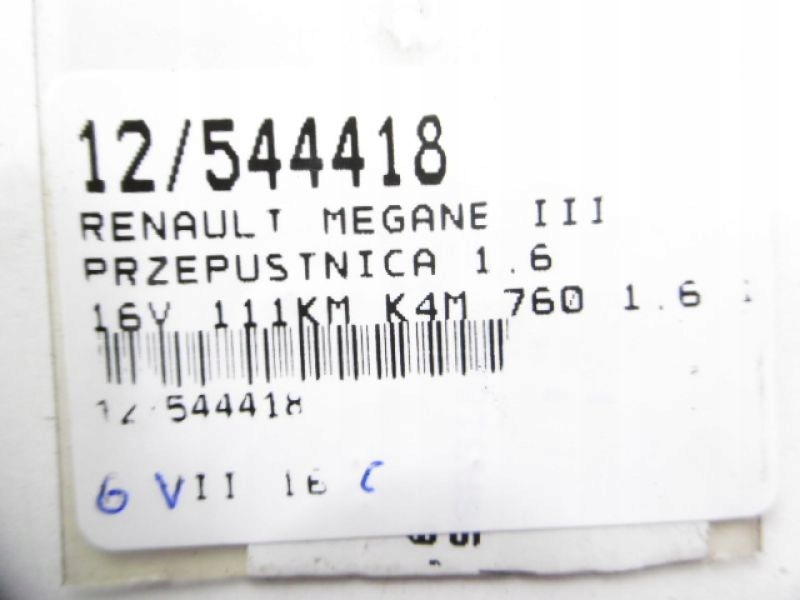 12/544418
RENAULT MEGANE III
PRZEPUSTNICA 1.6
16V 111KM K4M 760 1.6
12 544418
6 VII 16 C